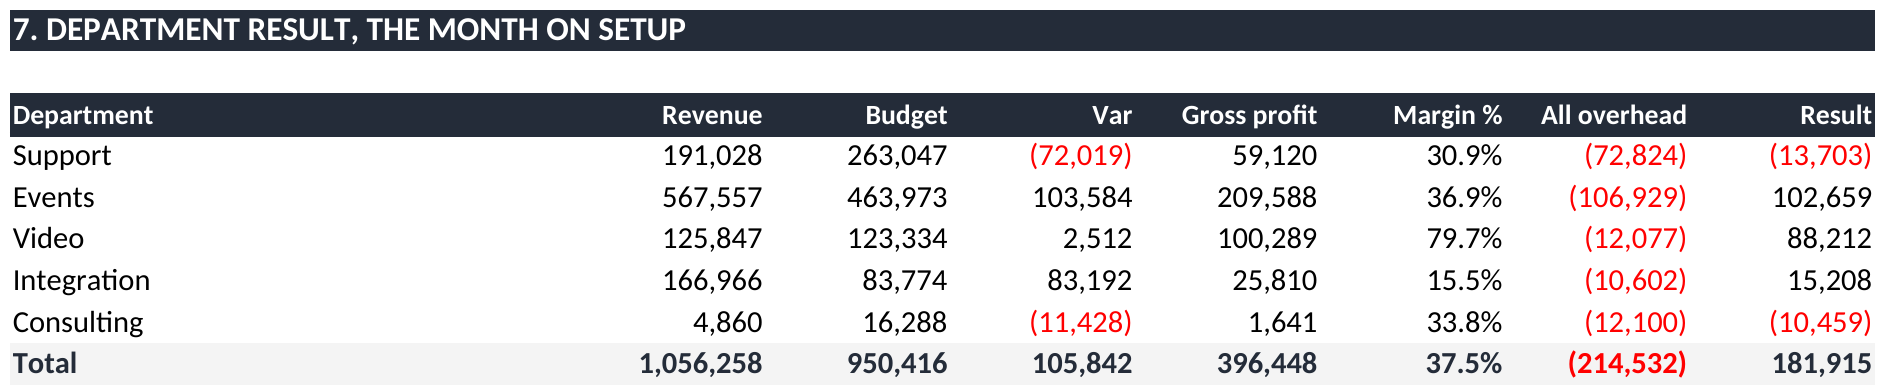 7. DEPARTMENT RESULT, THE MONTH ON SETUP
Department Revenue Budget Var Gross profit Margin % All overhead Result
Support 191,028 263,047 (72,019) 59,120 30.9% (72,824) (13,703)
Events 567,557 463,973 103,584 209,588 36.9% (106,929) 102,659
Video 125,847 123,334 2,512 100,289 79.7% (12,077) 88,212
Integration 166,966 83,774 83,192 25,810 15.5% (10,602) 15,208
Consulting 4,860 16,288 (11,428) 1,641 33.8% (12,100) (10,459)
Total 1,056,258 950,416 105,842 396,448 37.5% (214,532) 181,915